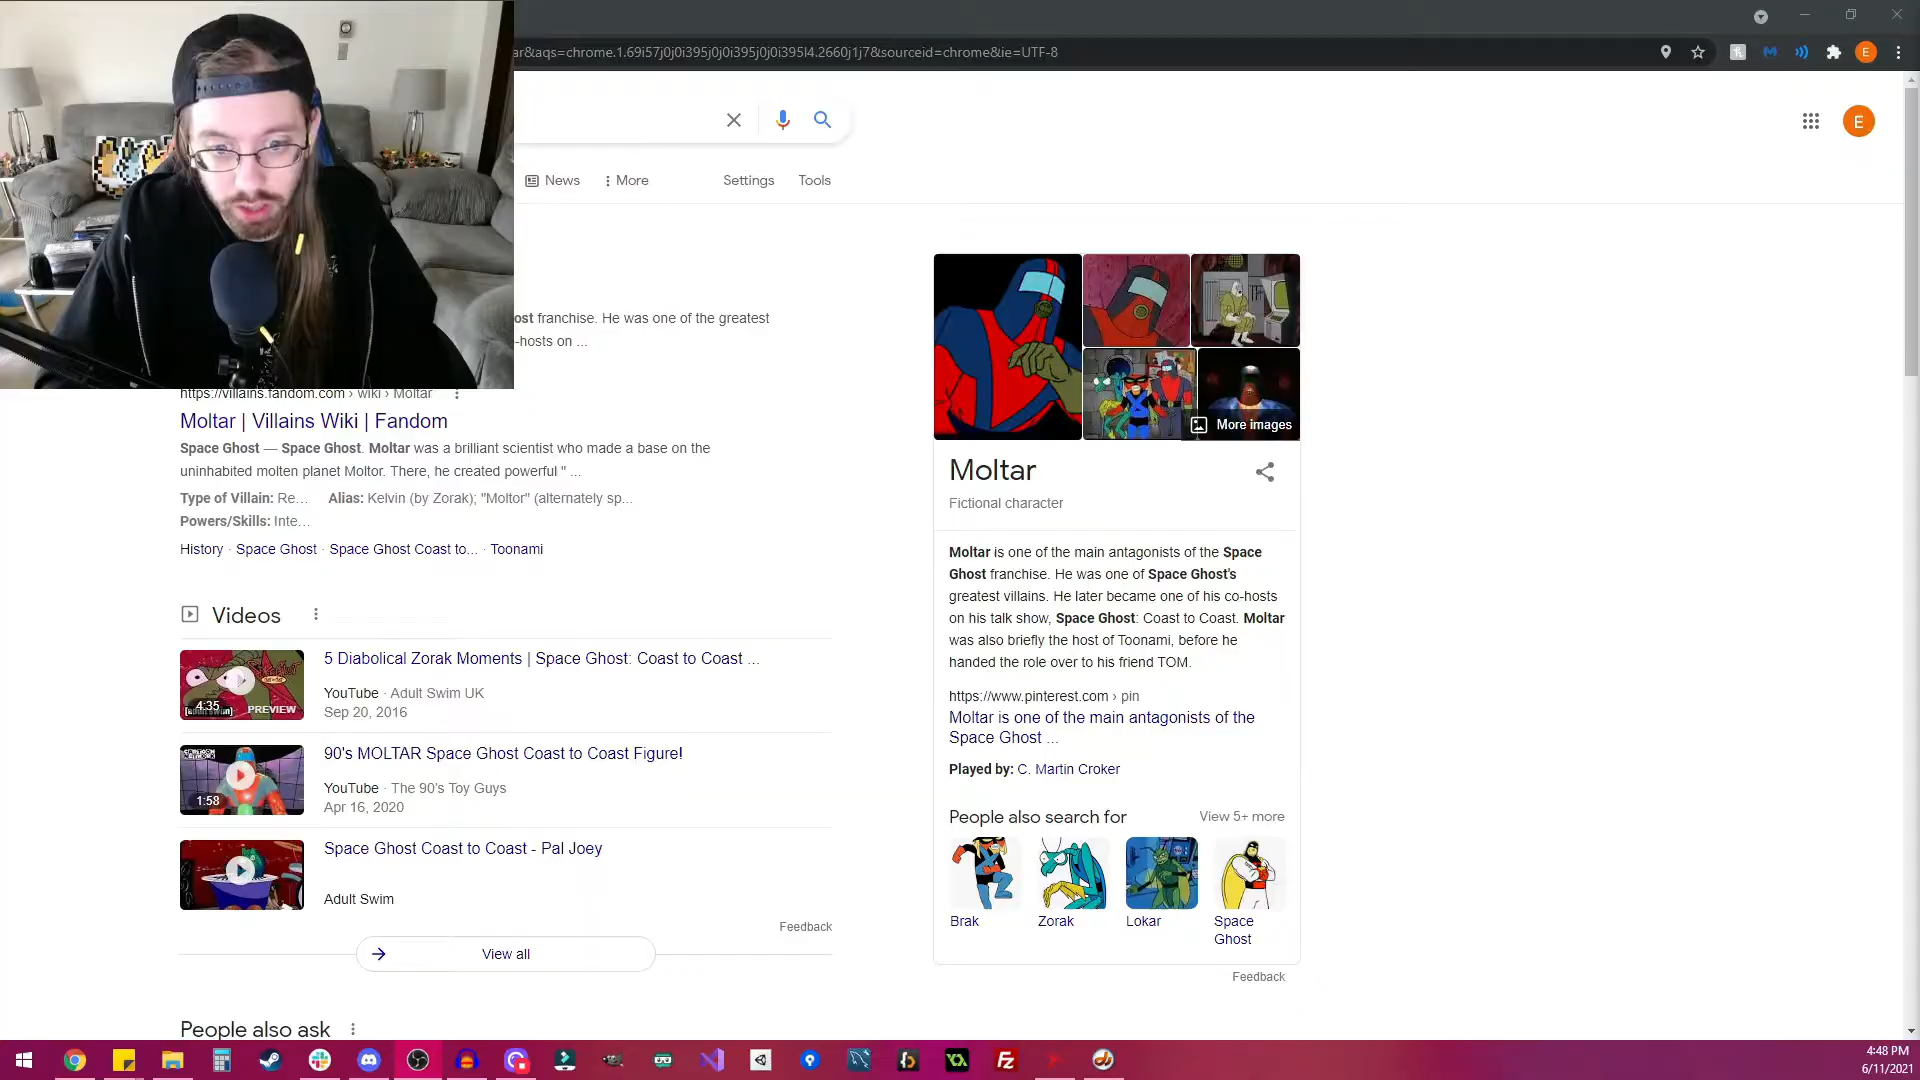 ar&aqs=chrome.1.69i57j0j0i395j0j0i395j0j0i395l4.2660j1j7&sourceid=chrome&ie=UTF-8
E
E
News
More
Settings
Tools
ost franchise. He was one of the greatest
-hosts on ...
https://villains.fandom.com › wiki › Moltar
Moltar | Villains Wiki | Fandom
Space Ghost — Space Ghost. Moltar was a brilliant scientist who made a base on the
uninhabited molten planet Moltor. There, he created powerful " ...
Type of Villain: Re... Alias: Kelvin (by Zorak); "Moltor" (alternately sp...
Powers/Skills: Inte...
History · Space Ghost · Space Ghost Coast to... · Toonami
Videos
4:35
[adult swim]
PREVIEW
5 Diabolical Zorak Moments | Space Ghost: Coast to Coast ...
YouTube · Adult Swim UK
Sep 20, 2016
1:58
90's MOLTAR Space Ghost Coast to Coast Figure!
YouTube · The 90's Toy Guys
Apr 16, 2020
Space Ghost Coast to Coast - Pal Joey
Adult Swim
Feedback
View all
People also ask
More images
Moltar
Fictional character
Moltar is one of the main antagonists of the Space
Ghost franchise. He was one of Space Ghost's
greatest villains. He later became one of his co-hosts
on his talk show, Space Ghost: Coast to Coast. Moltar
was also briefly the host of Toonami, before he
handed the role over to his friend TOM.
https://www.pinterest.com › pin
Moltar is one of the main antagonists of the
Space Ghost ...
Played by: C. Martin Croker
People also search for
View 5+ more
Brak
Zorak
Lokar
Space
Ghost
Feedback
4:48 PM
6/11/2021